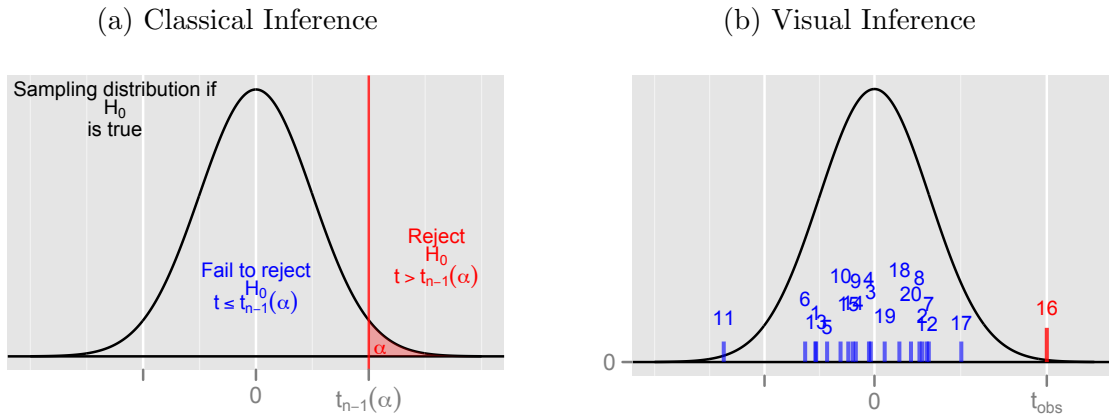 (a) Classical Inference
Sampling distribution if
H₀
is true
Fail to reject
H₀
t ≤ tₙ₋₁(α)
Reject
H₀
t > tₙ₋₁(α)
α
0
tₙ₋₁(α)
(b) Visual Inference
18
10 9 4 8
3
6 20
15 14 7
1
11 13 19 2 17
5 12
16
0
0
t_obs